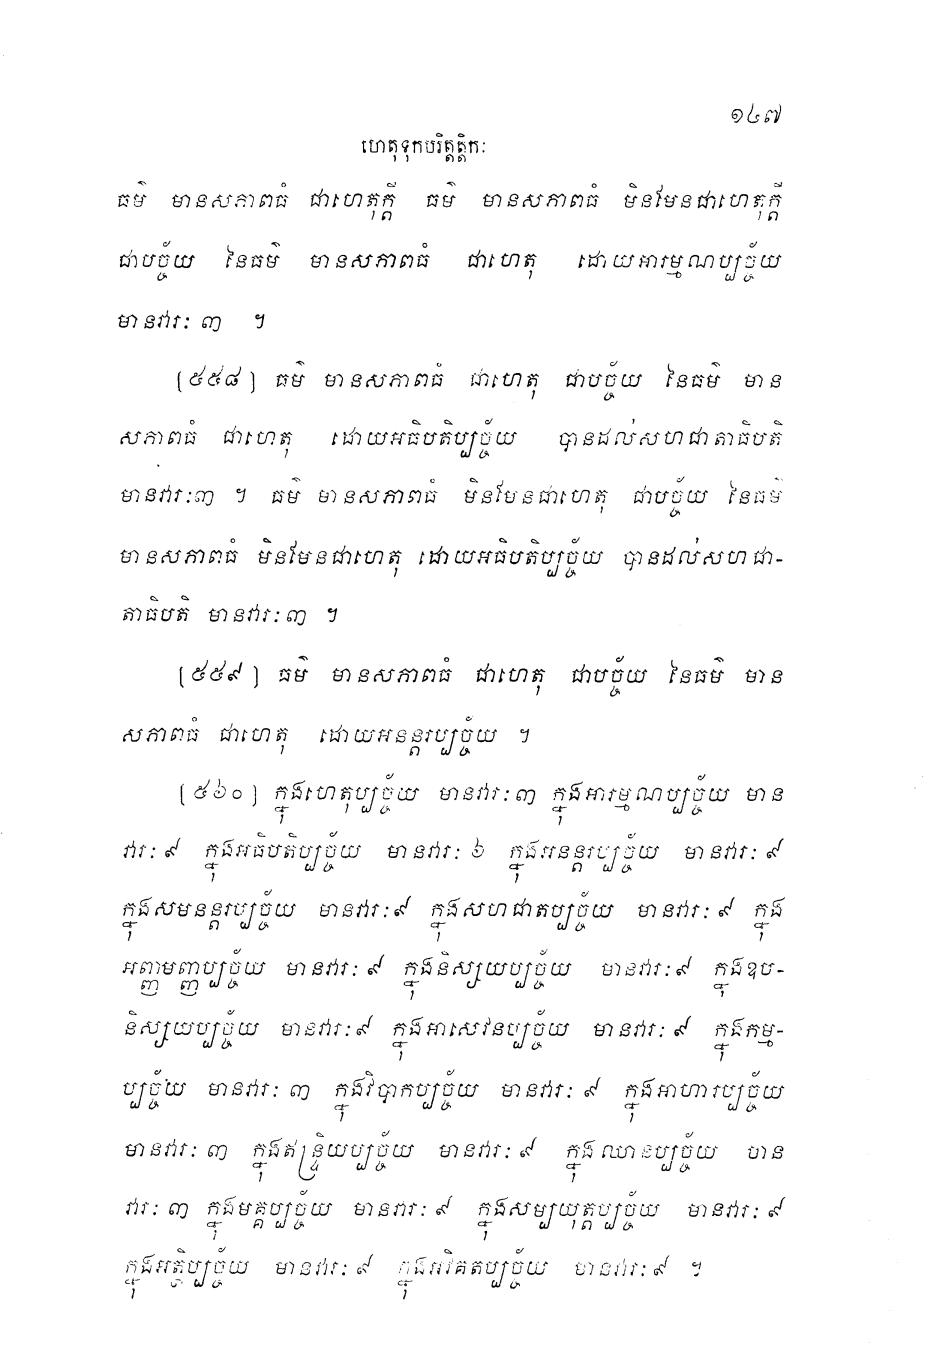 ១៤៧
ហេតុទុកបរិត្តត្តិកៈ
ធម៌ មានសភាពធំ ជាហេតុក្តី ធម៌ មានសភាពធំ មិនមែនជាហេតុក្តី
ជាបច្ច័យ នៃធម៌ មានសភាពធំ ជាហេតុ ដោយអារម្មណប្បច្ច័យ
មានវារៈ ៣ ។
(៥៥៨) ធម៌ មានសភាពធំ ជាហេតុ ជាបច្ច័យ នៃធម៌ មាន
សភាពធំ ជាហេតុ ដោយអធិបតិប្បច្ច័យ បានដល់សហជាតាធិបតិ
មានវារៈ៣ ។ ធម៌ មានសភាពធំ មិនមែនជាហេតុ ជាបច្ច័យ នៃធម៌
មានសភាពធំ មិនមែនជាហេតុ ដោយអធិបតិប្បច្ច័យ បានដល់សហជា-
តាធិបតិ មានវារៈ៣ ។
(៥៥៩) ធម៌ មានសភាពធំ ជាហេតុ ជាបច្ច័យ នៃធម៌ មាន
សភាពធំ ជាហេតុ ដោយអនន្តរប្បច្ច័យ ។
(៥៦០) ក្នុងហេតុប្បច្ច័យ មានវារៈ៣ ក្នុងអារម្មណប្បច្ច័យ មាន
វារៈ ៩ ក្នុងអធិបតិប្បច្ច័យ មានវារៈ ៦ ក្នុងអនន្តរប្បច្ច័យ មានវារៈ ៩
ក្នុងសមនន្តរប្បច្ច័យ មានវារៈ៩ ក្នុងសហជាតប្បច្ច័យ មានវារៈ ៩ ក្នុង
អញ្ញមញ្ញប្បច្ច័យ មានវារៈ ៩ ក្នុងនិស្សយប្បច្ច័យ មានវារៈ៩ ក្នុងឧប-
និស្សយប្បច្ច័យ មានវារៈ៩ ក្នុងអាសេវនប្បច្ច័យ មានវារៈ ៩ ក្នុងកម្ម-
ប្បច្ច័យ មានវារៈ ៣ ក្នុងវិបាកប្បច្ច័យ មានវារៈ ៩ ក្នុងអាហារប្បច្ច័យ
មានវារៈ ៣ ក្នុងឥន្ទ្រិយប្បច្ច័យ មានវារៈ ៩ ក្នុងឈានប្បច្ច័យ មាន
វារៈ ៣ ក្នុងមគ្គប្បច្ច័យ មានវារៈ ៩ ក្នុងសម្បយុត្តប្បច្ច័យ មានវារៈ ៩
ក្នុងអត្ថិប្បច្ច័យ មានវារៈ ៩ ក្នុងអវិគតប្បច្ច័យ មានវារៈ ៩ ។